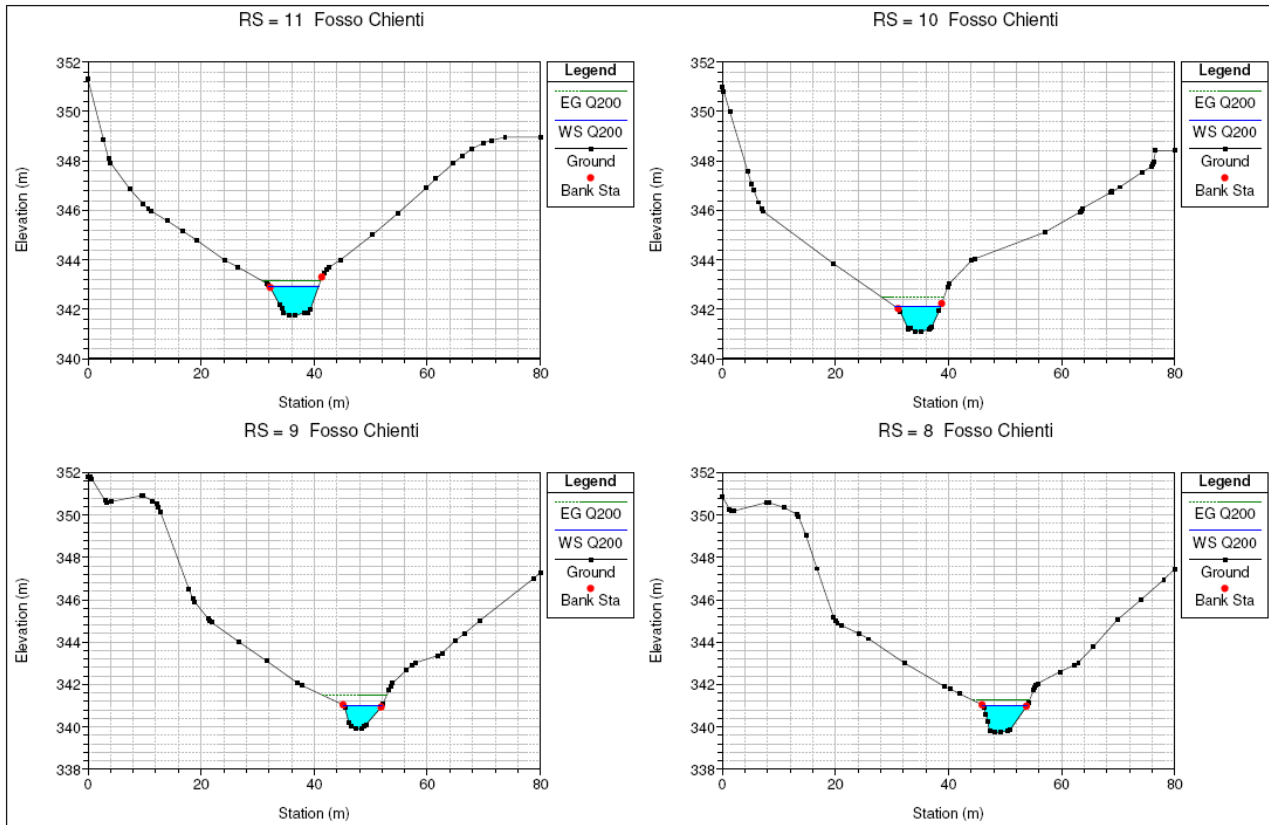 RS = 11 Fosso Chienti
Elevation (m)
352
350
348
346
344
342
340
0 20 40 60 80
Station (m)
Legend
EG Q200
WS Q200
Ground
Bank Sta
RS = 10 Fosso Chienti
Elevation (m)
352
350
348
346
344
342
340
0 20 40 60 80
Station (m)
Legend
EG Q200
WS Q200
Ground
Bank Sta
RS = 9 Fosso Chienti
Elevation (m)
352
350
348
346
344
342
340
338
0 20 40 60 80
Station (m)
Legend
EG Q200
WS Q200
Ground
Bank Sta
RS = 8 Fosso Chienti
Elevation (m)
352
350
348
346
344
342
340
338
0 20 40 60 80
Station (m)
Legend
EG Q200
WS Q200
Ground
Bank Sta